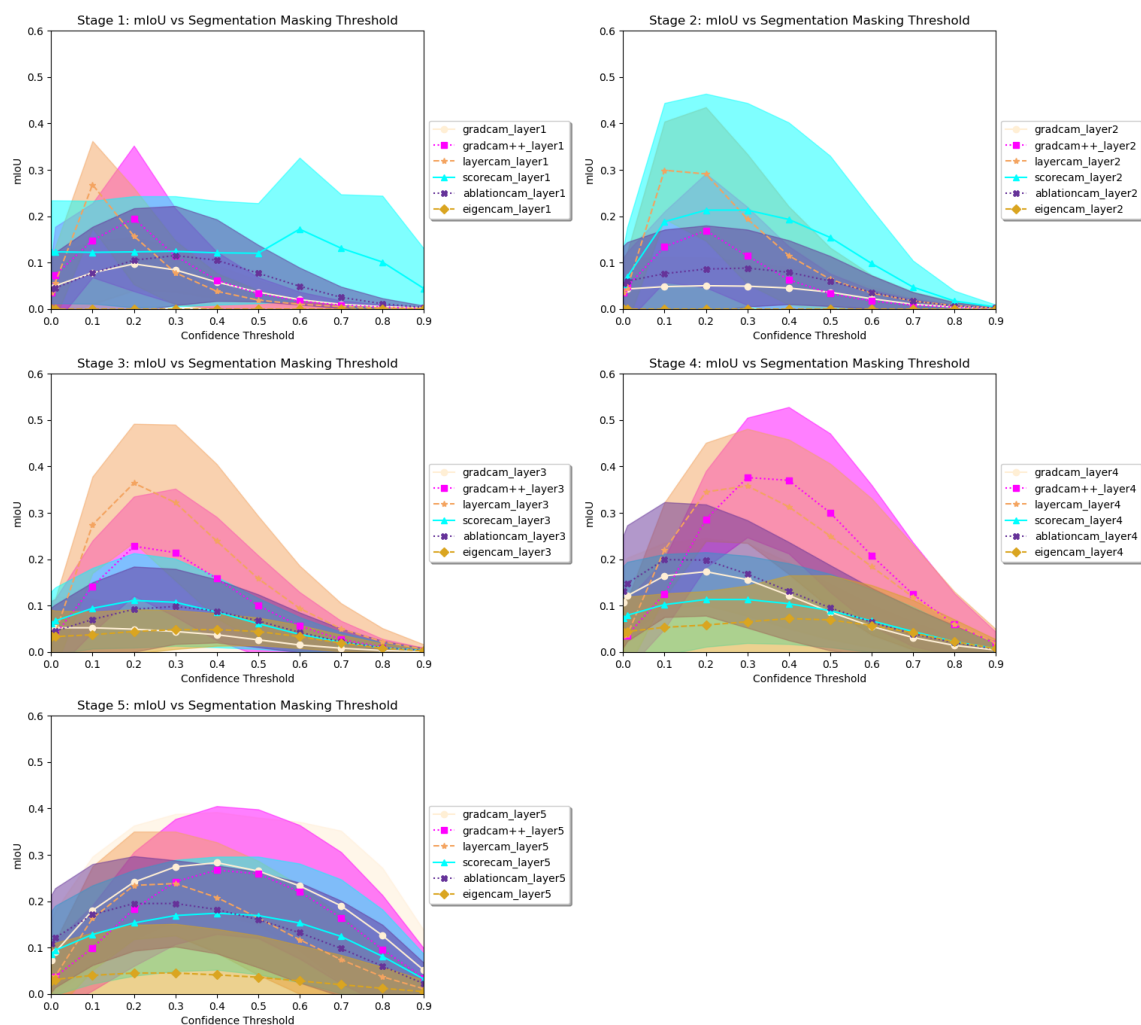 Stage 1: mIoU vs Segmentation Masking Threshold
0.6
0.5
0.4
0.3
0.2
0.1
0.0
mIoU
0.0 0.1 0.2 0.3 0.4 0.5 0.6 0.7 0.8 0.9
Confidence Threshold
gradcam_layer1
gradcam++_layer1
layercam_layer1
scorecam_layer1
ablationcam_layer1
eigencam_layer1
Stage 2: mIoU vs Segmentation Masking Threshold
0.6
0.5
0.4
0.3
0.2
0.1
0.0
mIoU
0.0 0.1 0.2 0.3 0.4 0.5 0.6 0.7 0.8 0.9
Confidence Threshold
gradcam_layer2
gradcam++_layer2
layercam_layer2
scorecam_layer2
ablationcam_layer2
eigencam_layer2
Stage 3: mIoU vs Segmentation Masking Threshold
0.6
0.5
0.4
0.3
0.2
0.1
0.0
mIoU
0.0 0.1 0.2 0.3 0.4 0.5 0.6 0.7 0.8 0.9
Confidence Threshold
gradcam_layer3
gradcam++_layer3
layercam_layer3
scorecam_layer3
ablationcam_layer3
eigencam_layer3
Stage 4: mIoU vs Segmentation Masking Threshold
0.6
0.5
0.4
0.3
0.2
0.1
0.0
mIoU
0.0 0.1 0.2 0.3 0.4 0.5 0.6 0.7 0.8 0.9
Confidence Threshold
gradcam_layer4
gradcam++_layer4
layercam_layer4
scorecam_layer4
ablationcam_layer4
eigencam_layer4
Stage 5: mIoU vs Segmentation Masking Threshold
0.6
0.5
0.4
0.3
0.2
0.1
0.0
mIoU
0.0 0.1 0.2 0.3 0.4 0.5 0.6 0.7 0.8 0.9
Confidence Threshold
gradcam_layer5
gradcam++_layer5
layercam_layer5
scorecam_layer5
ablationcam_layer5
eigencam_layer5